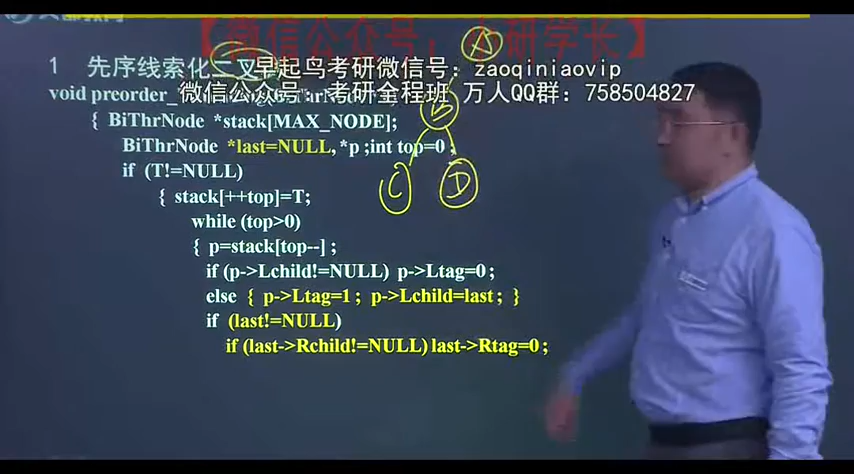 【微信公众号：考研学长】
1 先序线索化二叉
早起鸟考研微信号：zaoqiniaovip
微信公众号：考研全程班 万人QQ群：758504827
void preorder_
{ BiThrNode *stack[MAX_NODE];
BiThrNode *last=NULL, *p ;int top=0 ;
if (T!=NULL)
{ stack[++top]=T;
while (top>0)
{ p=stack[top--] ;
if (p->Lchild!=NULL) p->Ltag=0 ;
else { p->Ltag=1 ; p->Lchild=last ; }
if (last!=NULL)
if (last->Rchild!=NULL) last->Rtag=0 ;
A
B
C D